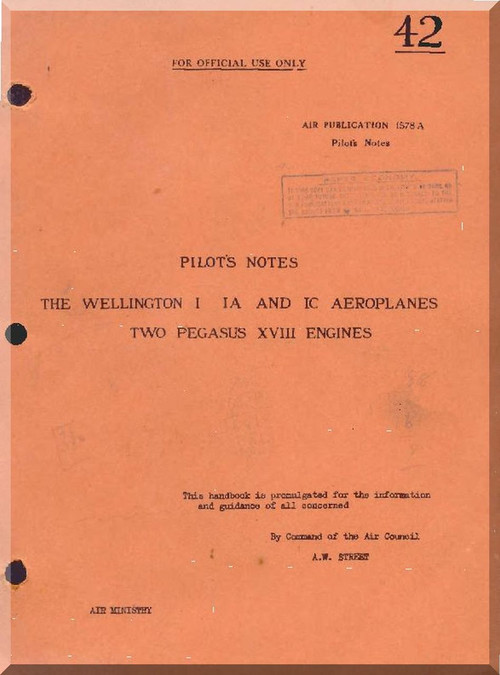 42
FOR OFFICIAL USE ONLY
AIR PUBLICATION 1578 A
Pilot's Notes
PILOT'S NOTES
THE WELLINGTON I IA AND IC AEROPLANES
TWO PEGASUS XVIII ENGINES
This handbook is promulgated for the information
and guidance of all concerned
By Command of the Air Council
A.W. STREET
AIR MINISTRY